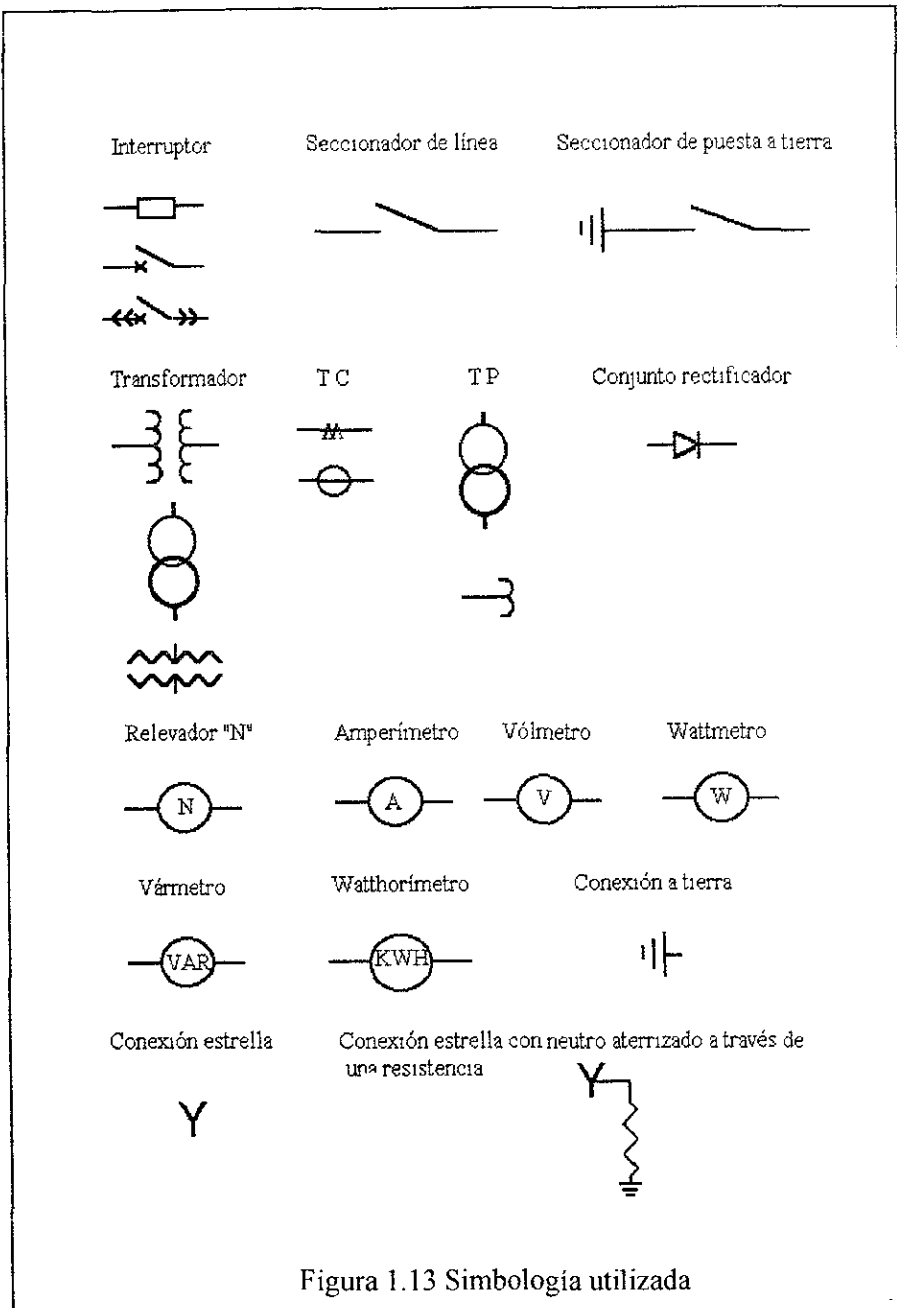 Interruptor
Seccionador de línea
Seccionador de puesta a tierra
Transformador
T C
T P
Conjunto rectificador
Relevador "N"
Amperímetro
Vólmetro
Wattmetro
N
A
V
W
Vármetro
Watthorímetro
Conexión a tierra
VAR
KWH
Conexión estrella
Conexión estrella con neutro aterrizado a través de
una resistencia
Figura 1.13 Simbología utilizada